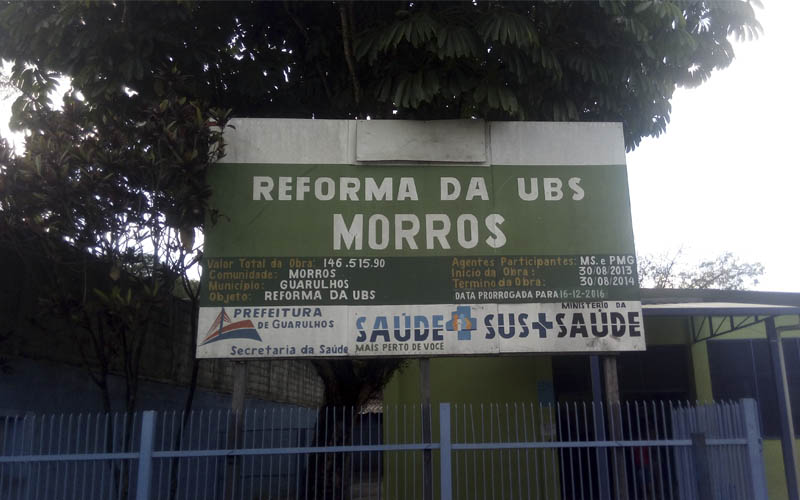 REFORMA DA UBS
MORROS
Valor Total da Obra: 146.515.90
Comunidade: MORROS
Município: GUARULHOS
Objeto: REFORMA DA UBS
Agentes Participantes: MS. e PMG
Início da Obra: 30/08/2013
Término da Obra: 30/08/2014
DATA PRORROGADA PARA 16-12-2016
PREFEITURA
DE GUARULHOS
Secretaria da Saúde
SAÚDE
MAIS PERTO DE VOCÊ
SUS
MINISTERIO DA
SAÚDE